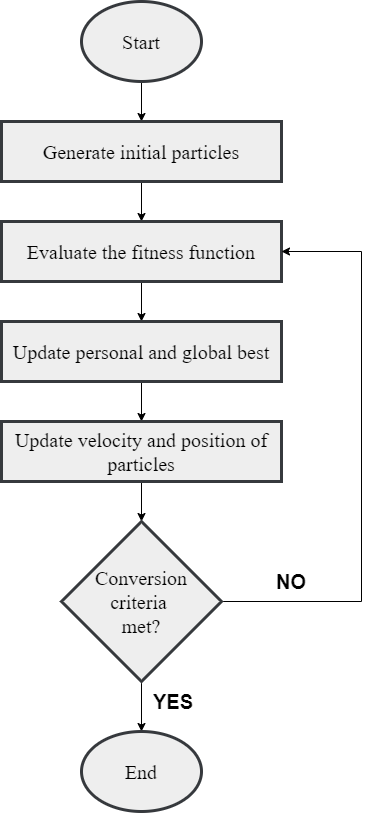 Start
Generate initial particles
Evaluate the fitness function
Update personal and global best
Update velocity and position of
particles
Conversion
criteria
met?
NO
YES
End